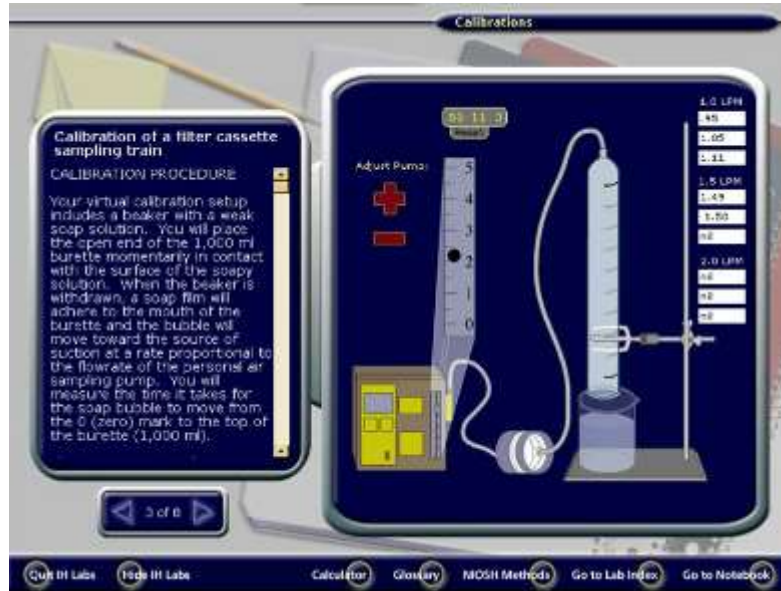 Calibrations
Calibration of a filter cassette
sampling train
CALIBRATION PROCEDURE
Your virtual calibration setup
includes a beaker with a weak
soap solution. You will place
the open end of the 1,000 ml
burette momentarily in contact
with the surface of the soapy
solution. When the beaker is
withdrawn, a soap film will
adhere to the mouth of the
burette and the bubble will
move toward the source of
suction at a rate proportional to
the flowrate of the personal air
sampling pump. You will
measure the time it takes for
the soap bubble to move from
the 0 (zero) mark to the top of
the burette (1,000 ml).
3 of 8
Adjust Pump:
5
4
3
2
1
0
1.0 LPM
.95
1.05
1.11
1.5 LPM
1.49
1.50
2.0 LPM
Quit IH Labs
Hide IH Labs
Calculator
Glossary
NIOSH Methods
Go to Lab Index
Go to Notebook